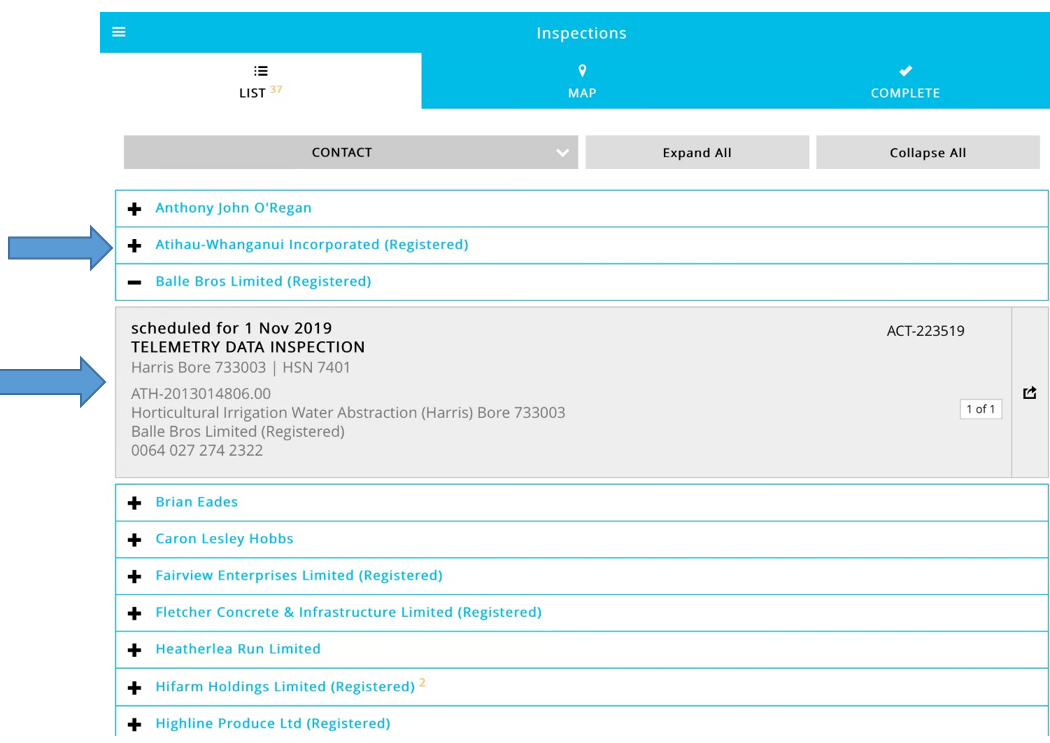 Inspections
LIST 37
MAP
COMPLETE
CONTACT
Expand All
Collapse All
Anthony John O'Regan
Atihau-Whanganui Incorporated (Registered)
Balle Bros Limited (Registered)
scheduled for 1 Nov 2019
ACT-223519
TELEMETRY DATA INSPECTION
Harris Bore 733003 | HSN 7401
ATH-2013014806.00
Horticultural Irrigation Water Abstraction (Harris) Bore 733003
1 of 1
Balle Bros Limited (Registered)
0064 027 274 2322
Brian Eades
Caron Lesley Hobbs
Fairview Enterprises Limited (Registered)
Fletcher Concrete & Infrastructure Limited (Registered)
Heatherlea Run Limited
Hifarm Holdings Limited (Registered) 2
Highline Produce Ltd (Registered)